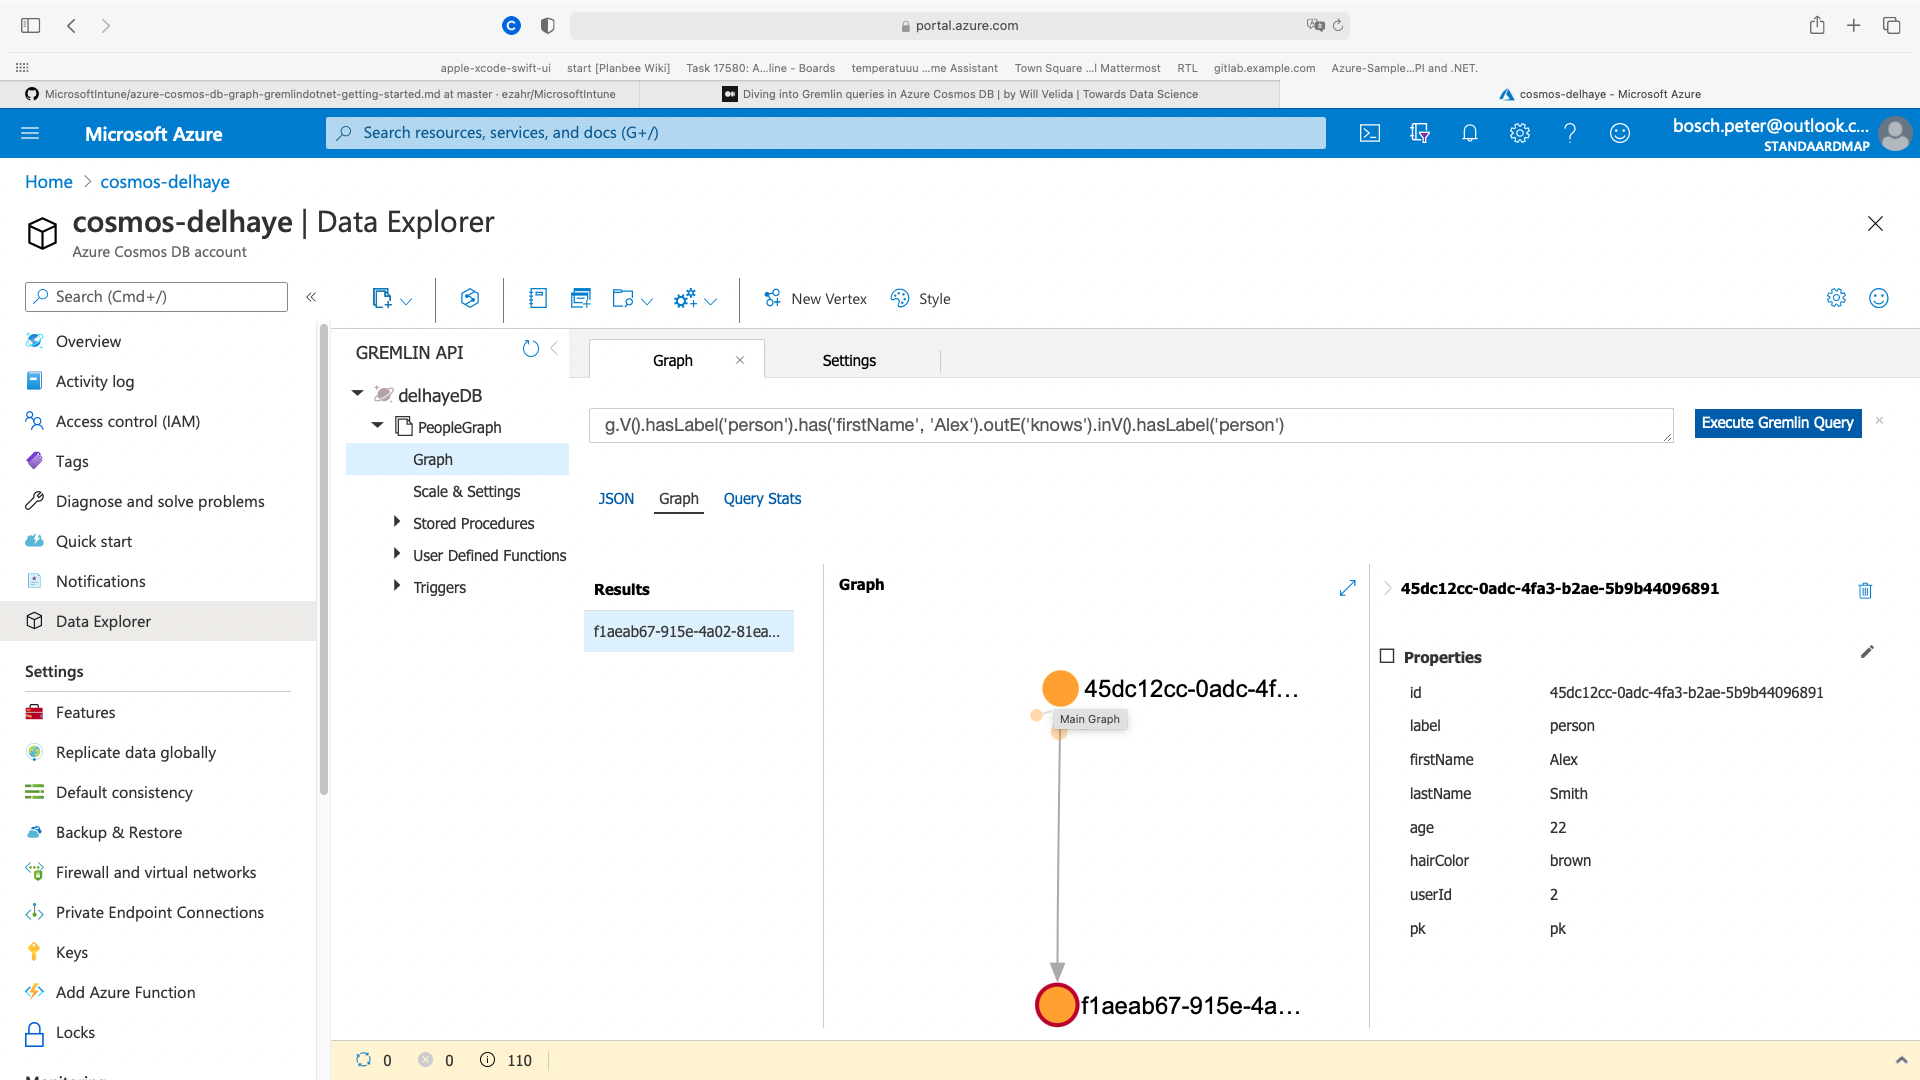 portal.azure.com
apple-xcode-swift-ui start [Planbee Wiki] Task 17580: A...line - Boards temperatuuu ...me Assistant Town Square ...l Mattermost RTL gitlab.example.com Azure-Sample...PI and .NET.
MicrosoftIntune/azure-cosmos-db-graph-gremlindotnet-getting-started.md at master · ezahr/MicrosoftIntune
Diving into Gremlin queries in Azure Cosmos DB | by Will Velida | Towards Data Science
cosmos-delhaye - Microsoft Azure
Microsoft Azure
Search resources, services, and docs (G+/)
bosch.peter@outlook.c...
STANDAARDMAP
Home > cosmos-delhaye
cosmos-delhaye | Data Explorer
Azure Cosmos DB account
Search (Cmd+/)
«
Overview
Activity log
Access control (IAM)
Tags
Diagnose and solve problems
Quick start
Notifications
Data Explorer
Settings
Features
Replicate data globally
Default consistency
Backup & Restore
Firewall and virtual networks
Private Endpoint Connections
Keys
Add Azure Function
Locks
New Vertex
Style
GREMLIN API
delhayeDB
PeopleGraph
Graph
Scale & Settings
Stored Procedures
User Defined Functions
Triggers
Graph
Settings
g.V().hasLabel('person').has('firstName', 'Alex').outE('knows').inV().hasLabel('person')
Execute Gremlin Query
JSON
Graph
Query Stats
Results
f1aeab67-915e-4a02-81ea...
Graph
45dc12cc-0adc-4f...
Main Graph
f1aeab67-915e-4a...
45dc12cc-0adc-4fa3-b2ae-5b9b44096891
Properties
id 45dc12cc-0adc-4fa3-b2ae-5b9b44096891
label person
firstName Alex
lastName Smith
age 22
hairColor brown
userId 2
pk pk
0 0 110